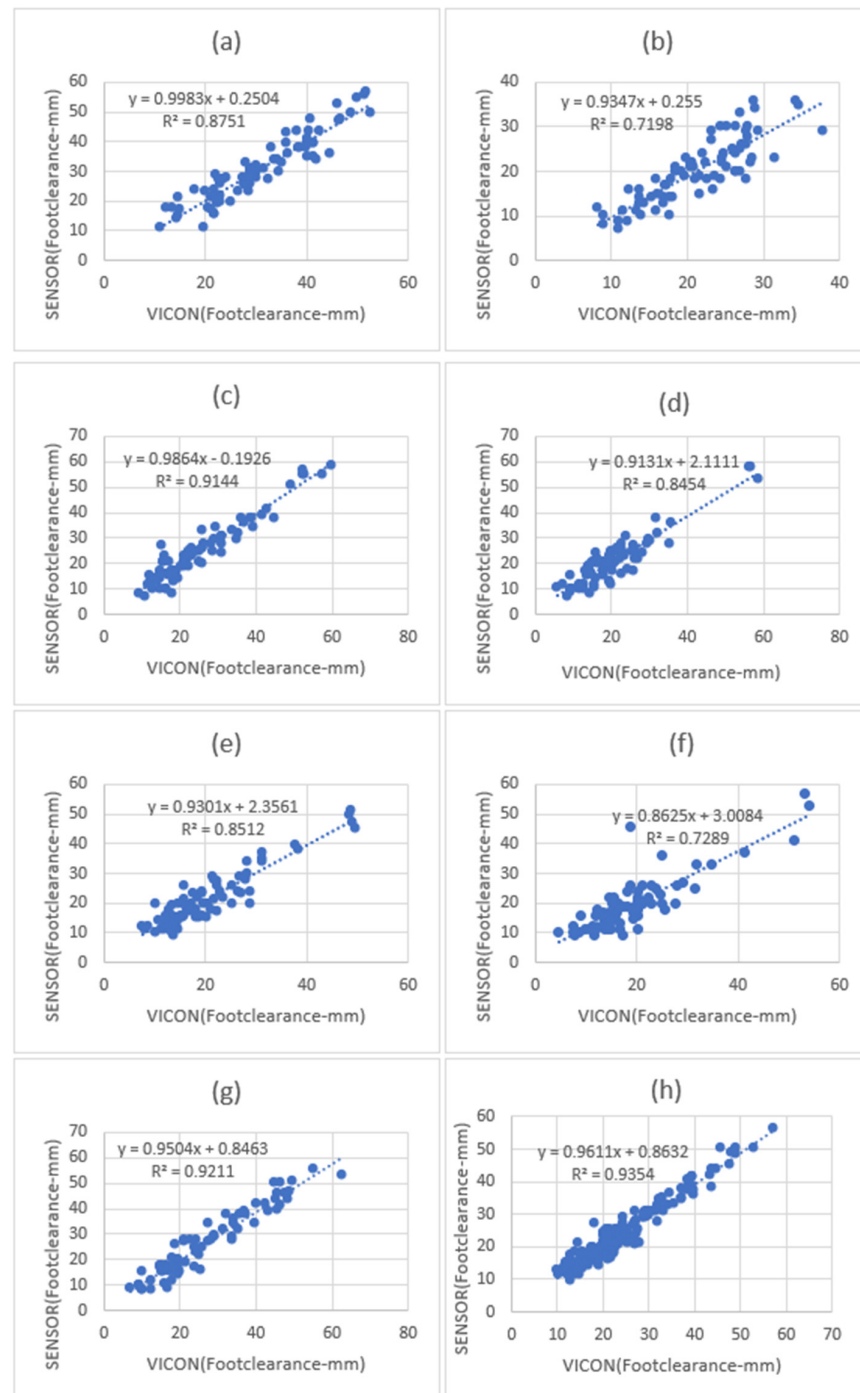 (a)
y = 0.9983x + 0.2504
R² = 0.8751
SENSOR(Footclearance-mm)
60
50
40
30
20
10
0
0 20 40 60
VICON(Footclearance-mm)
(b)
y = 0.9347x + 0.255
R² = 0.7198
SENSOR(Footclearance-mm)
40
30
20
10
0
0 10 20 30 40
VICON(Footclearance-mm)
(c)
y = 0.9864x - 0.1926
R² = 0.9144
SENSOR(Footclearance-mm)
70
60
50
40
30
20
10
0
0 20 40 60 80
VICON(Footclearance-mm)
(d)
y = 0.9131x + 2.1111
R² = 0.8454
SENSOR(Footclearance-mm)
70
60
50
40
30
20
10
0
0 20 40 60 80
VICON(Footclearance-mm)
(e)
y = 0.9301x + 2.3561
R² = 0.8512
SENSOR(Footclearance-mm)
60
50
40
30
20
10
0
0 20 40 60
VICON(Footclearance-mm)
(f)
y = 0.8625x + 3.0084
R² = 0.7289
SENSOR(Footclearance-mm)
60
50
40
30
20
10
0
0 20 40 60
VICON(Footclearance-mm)
(g)
y = 0.9504x + 0.8463
R² = 0.9211
SENSOR(Footclearance-mm)
70
60
50
40
30
20
10
0
0 20 40 60 80
VICON(Footclearance-mm)
(h)
y = 0.9611x + 0.8632
R² = 0.9354
SENSOR(Footclearance-mm)
60
50
40
30
20
10
0
0 10 20 30 40 50 60 70
VICON(Footclearance-mm)